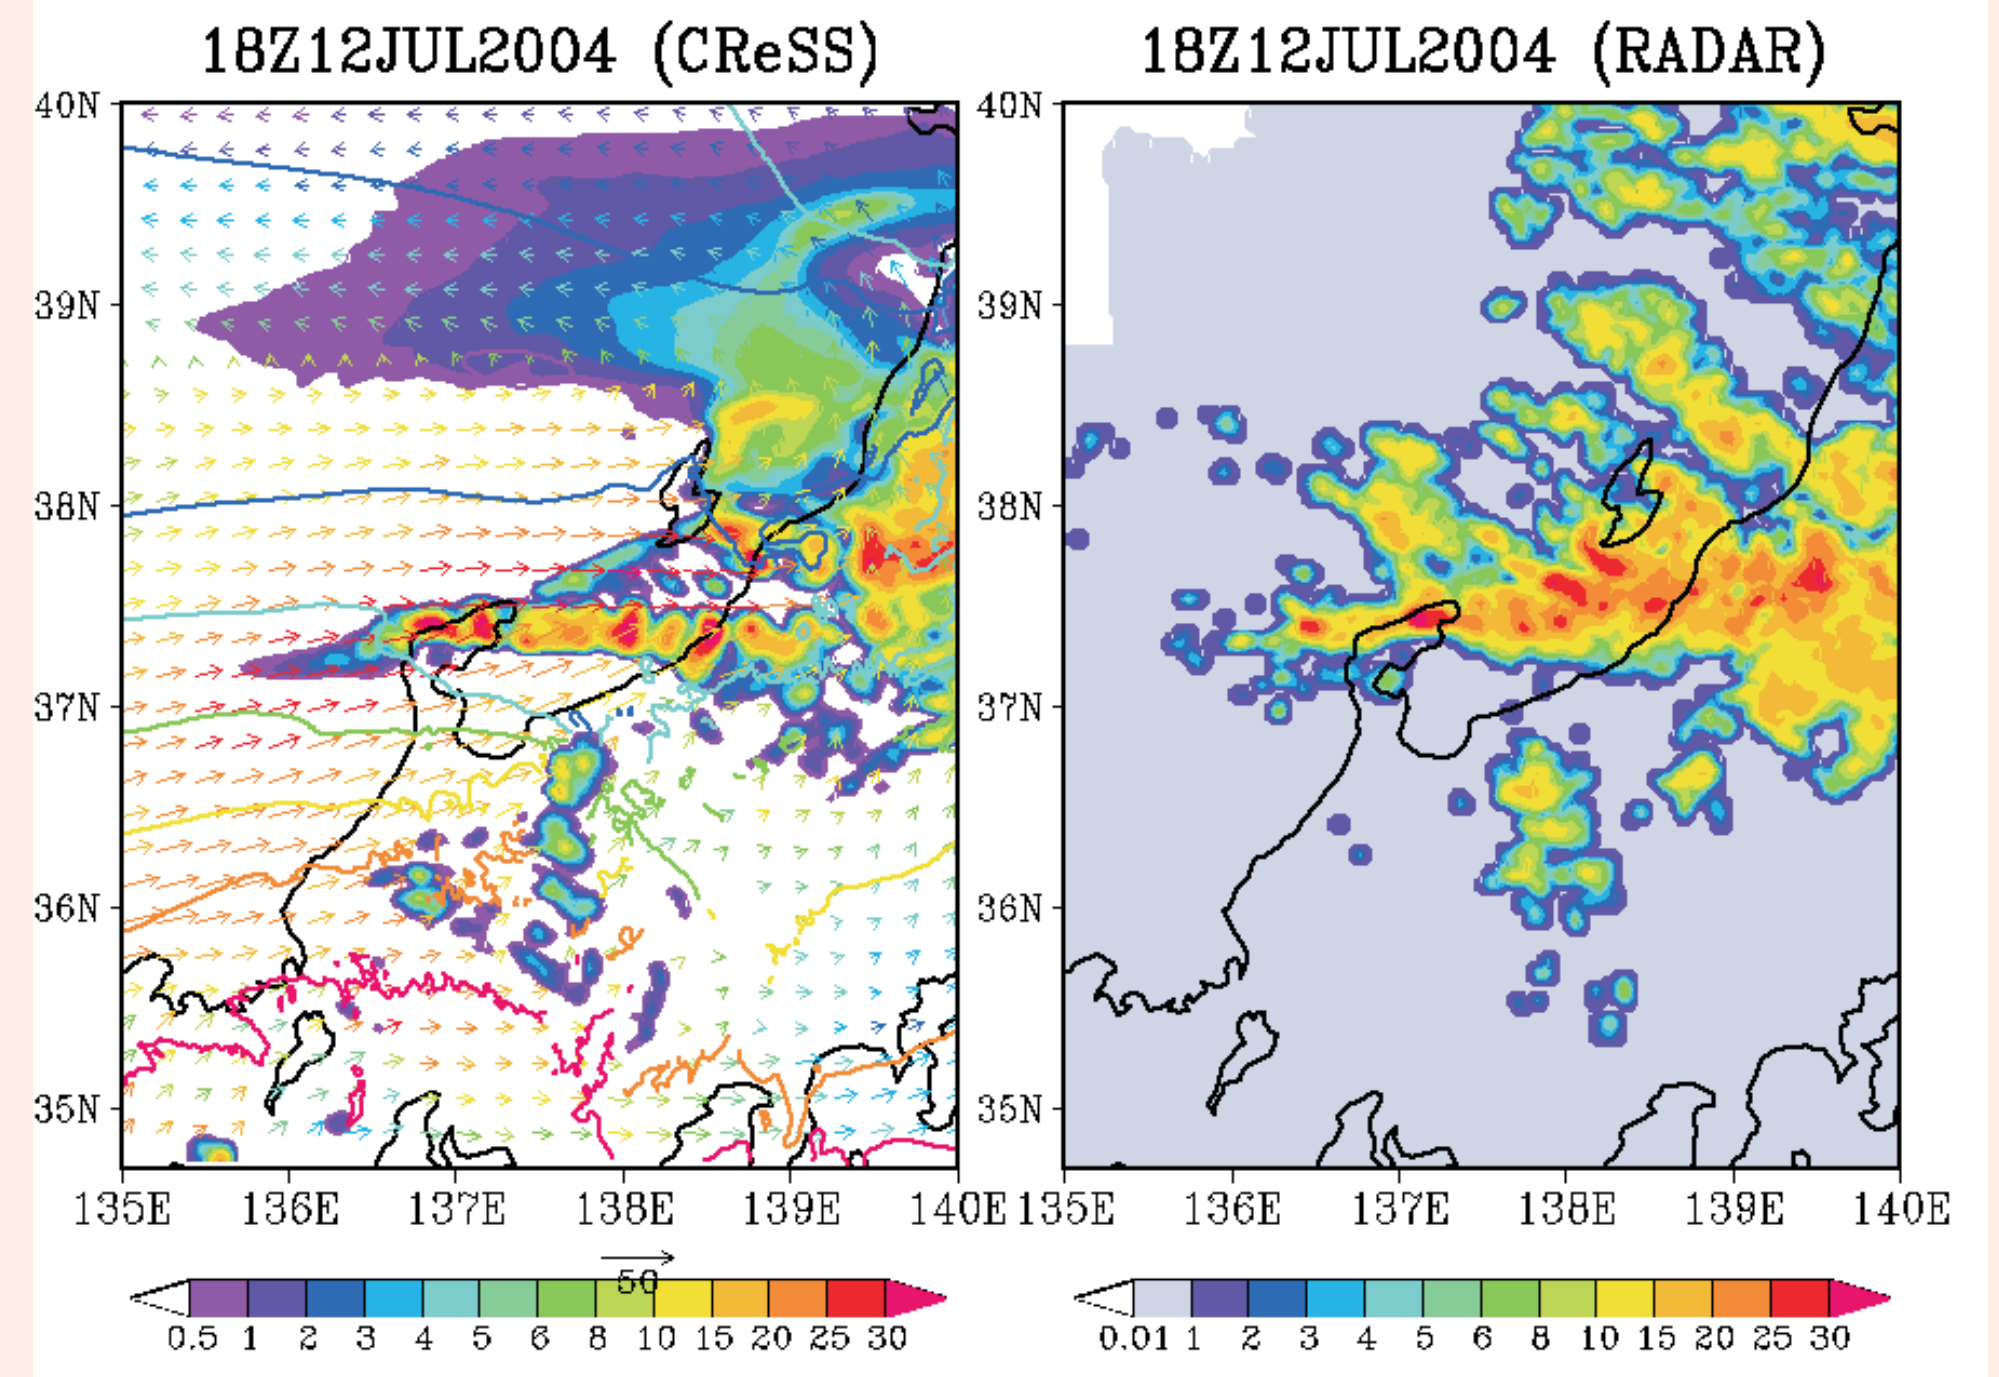 18Z12JUL2004 (CReSS)
40N
39N
38N
37N
36N
35N
135E 136E 137E 138E 139E 140E
50
0.5 1 2 3 4 5 6 8 10 15 20 25 30
18Z12JUL2004 (RADAR)
40N
39N
38N
37N
36N
35N
135E 136E 137E 138E 139E 140E
0.01 1 2 3 4 5 6 8 10 15 20 25 30